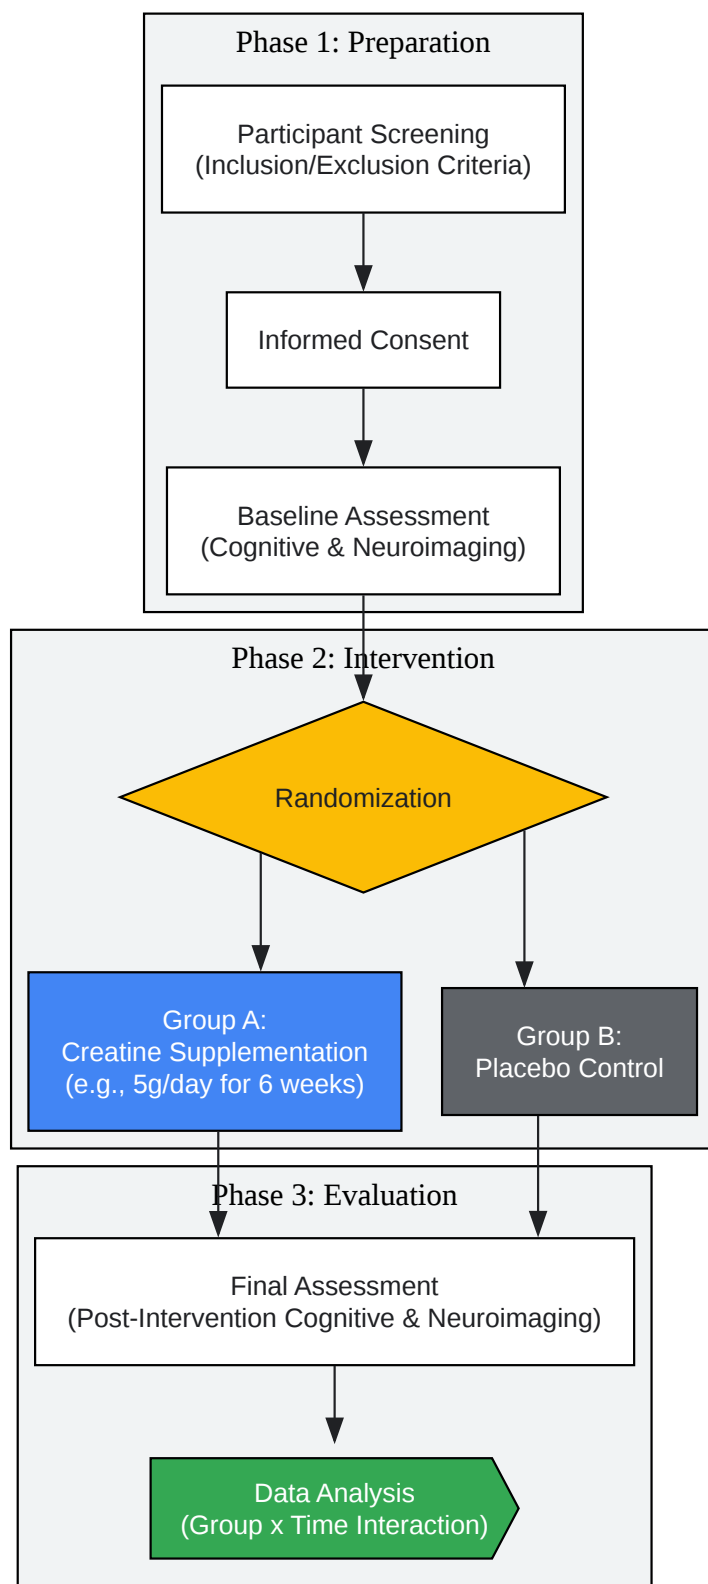 Phase 1: Preparation
Participant Screening
(Inclusion/Exclusion Criteria)
Informed Consent
Baseline Assessment
(Cognitive & Neuroimaging)
Phase 2: Intervention
Randomization
Group A:
Creatine Supplementation
(e.g., 5g/day for 6 weeks)
Group B:
Placebo Control
Phase 3: Evaluation
Final Assessment
(Post-Intervention Cognitive & Neuroimaging)
Data Analysis
(Group x Time Interaction)